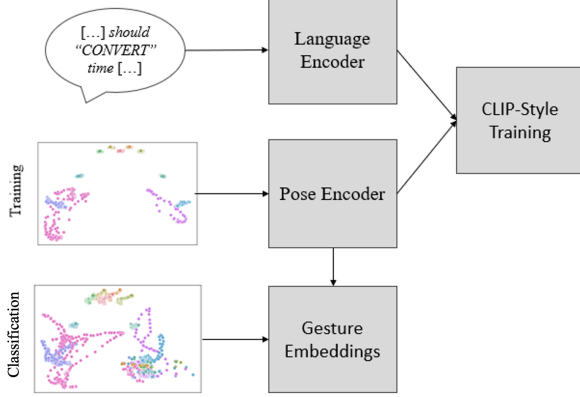 […] should
“CONVERT”
time […]
Language
Encoder
CLIP-Style
Training
Training
Pose Encoder
Classification
Gesture
Embeddings